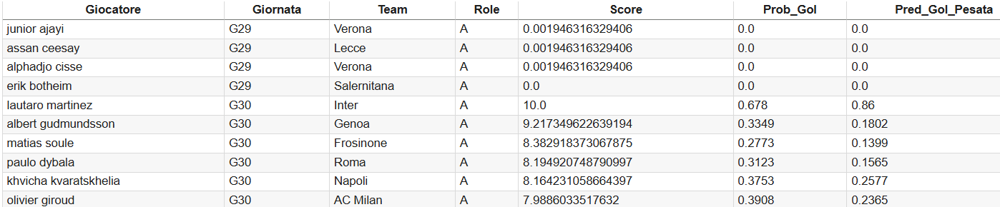 Giocatore Giornata Team Role Score Prob_Gol Pred_Gol_Pesata
junior ajayi G29 Verona A 0.001946316329406 0.0 0.0
assan ceesay G29 Lecce A 0.001946316329406 0.0 0.0
alphadjo cisse G29 Verona A 0.001946316329406 0.0 0.0
erik botheim G29 Salernitana A 0.0 0.0 0.0
lautaro martinez G30 Inter A 10.0 0.678 0.86
albert gudmundsson G30 Genoa A 9.217349622639194 0.3349 0.1802
matias soule G30 Frosinone A 8.382918373067875 0.2773 0.1399
paulo dybala G30 Roma A 8.194920748790997 0.3123 0.1565
khvicha kvaratskhelia G30 Napoli A 8.164231058664397 0.3753 0.2577
olivier giroud G30 AC Milan A 7.9886033517632 0.3908 0.2365